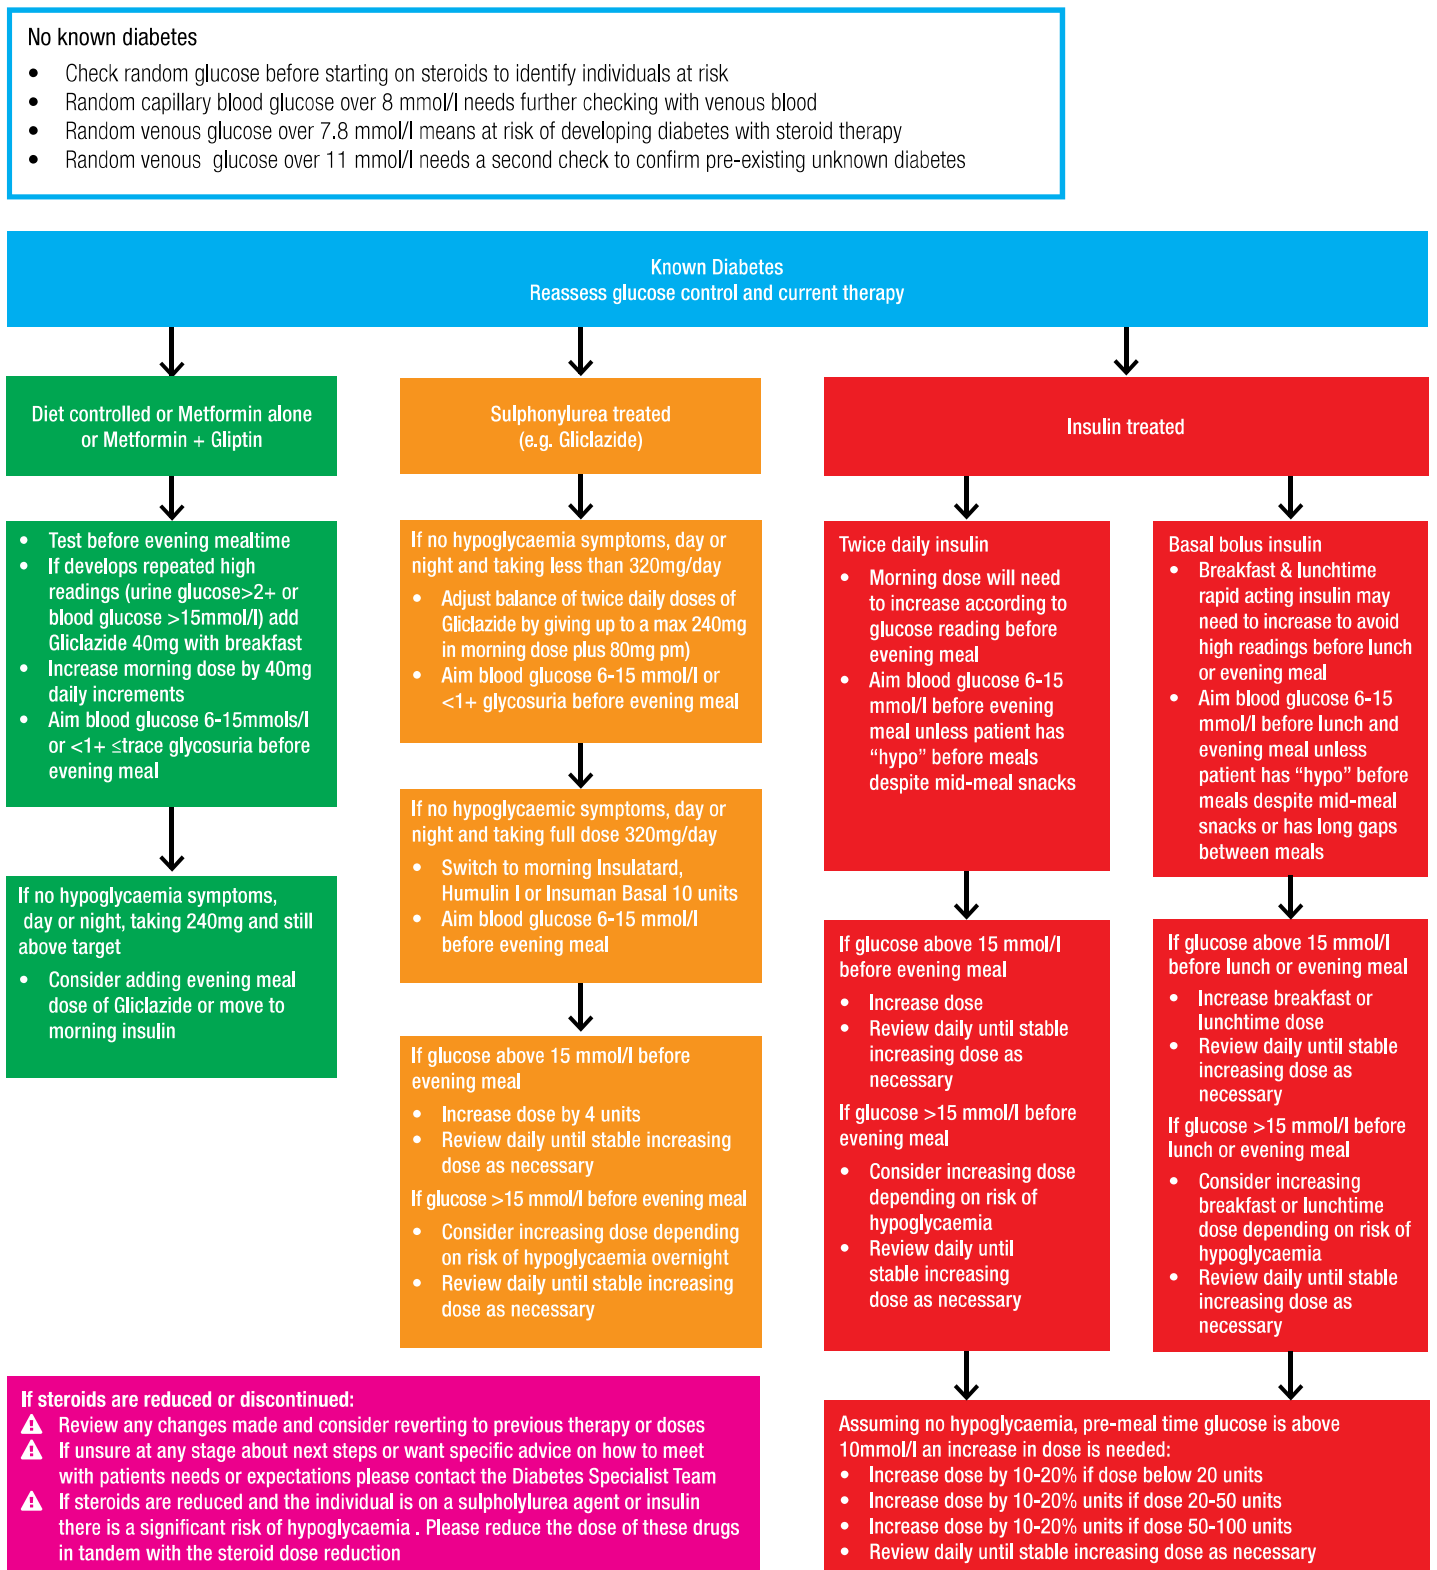 No known diabetes
• Check random glucose before starting on steroids to identify individuals at risk
• Random capillary blood glucose over 8 mmol/l needs further checking with venous blood
• Random venous glucose over 7.8 mmol/l means at risk of developing diabetes with steroid therapy
• Random venous glucose over 11 mmol/l needs a second check to confirm pre-existing unknown diabetes
Known Diabetes
Reassess glucose control and current therapy
Diet controlled or Metformin alone
or Metformin + Gliptin
• Test before evening mealtime
• If develops repeated high
readings (urine glucose>2+ or
blood glucose >15mmol/l) add
Gliclazide 40mg with breakfast
• Increase morning dose by 40mg
daily increments
• Aim blood glucose 6-15mmols/l
or <1+ ≤trace glycosuria before
evening meal
If no hypoglycaemia symptoms,
day or night, taking 240mg and still
above target
• Consider adding evening meal
dose of Gliclazide or move to
morning insulin
Sulphonylurea treated
(e.g. Gliclazide)
If no hypoglycaemia symptoms, day or
night and taking less than 320mg/day
• Adjust balance of twice daily doses of
Gliclazide by giving up to a max 240mg
in morning dose plus 80mg pm)
• Aim blood glucose 6-15 mmol/l or
<1+ glycosuria before evening meal
If no hypoglycaemic symptoms, day or
night and taking full dose 320mg/day
• Switch to morning Insulatard,
Humulin I or Insuman Basal 10 units
• Aim blood glucose 6-15 mmol/l
before evening meal
If glucose above 15 mmol/l before
evening meal
• Increase dose by 4 units
• Review daily until stable increasing
dose as necessary
If glucose >15 mmol/l before evening meal
• Consider increasing dose depending
on risk of hypoglycaemia overnight
• Review daily until stable increasing
dose as necessary
Insulin treated
Twice daily insulin
• Morning dose will need
to increase according to
glucose reading before
evening meal
• Aim blood glucose 6-15
mmol/l before evening
meal unless patient has
“hypo” before meals
despite mid-meal snacks
If glucose above 15 mmol/l
before evening meal
• Increase dose
• Review daily until stable
increasing dose as
necessary
If glucose >15 mmol/l before
evening meal
• Consider increasing dose
depending on risk of
hypoglycaemia
• Review daily until
stable increasing
dose as necessary
Basal bolus insulin
• Breakfast & lunchtime
rapid acting insulin may
need to increase to avoid
high readings before lunch
or evening meal
• Aim blood glucose 6-15
mmol/l before lunch and
evening meal unless
patient has “hypo” before
meals despite mid-meal
snacks or has long gaps
between meals
If glucose above 15 mmol/l
before lunch or evening meal
• Increase breakfast or
lunchtime dose
• Review daily until stable
increasing dose as
necessary
If glucose >15 mmol/l before
lunch or evening meal
• Consider increasing
breakfast or lunchtime
dose depending on risk of
hypoglycaemia
• Review daily until stable
increasing dose as
necessary
If steroids are reduced or discontinued:
Review any changes made and consider reverting to previous therapy or doses
If unsure at any stage about next steps or want specific advice on how to meet
with patients needs or expectations please contact the Diabetes Specialist Team
If steroids are reduced and the individual is on a sulpholylurea agent or insulin
there is a significant risk of hypoglycaemia . Please reduce the dose of these drugs
in tandem with the steroid dose reduction
Assuming no hypoglycaemia, pre-meal time glucose is above
10mmol/l an increase in dose is needed:
• Increase dose by 10-20% if dose below 20 units
• Increase dose by 10-20% units if dose 20-50 units
• Increase dose by 10-20% units if dose 50-100 units
• Review daily until stable increasing dose as necessary